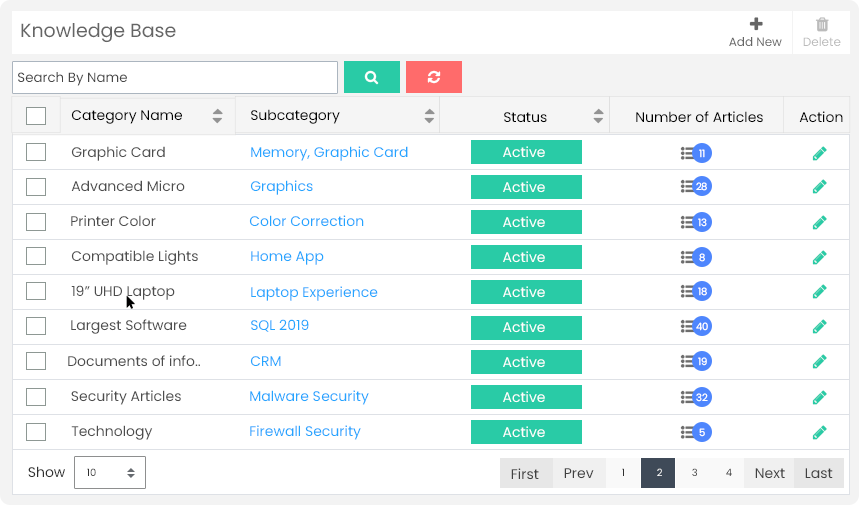 Knowledge Base
Add New
Delete
Search By Name
Category Name Subcategory Status Number of Articles Action
Graphic Card Memory, Graphic Card Active 11
Advanced Micro Graphics Active 28
Printer Color Color Correction Active 13
Compatible Lights Home App Active 8
19” UHD Laptop Laptop Experience Active 18
Largest Software SQL 2019 Active 40
Documents of info.. CRM Active 19
Security Articles Malware Security Active 32
Technology Firewall Security Active 5
Show 10 First Prev 1 2 3 4 Next Last